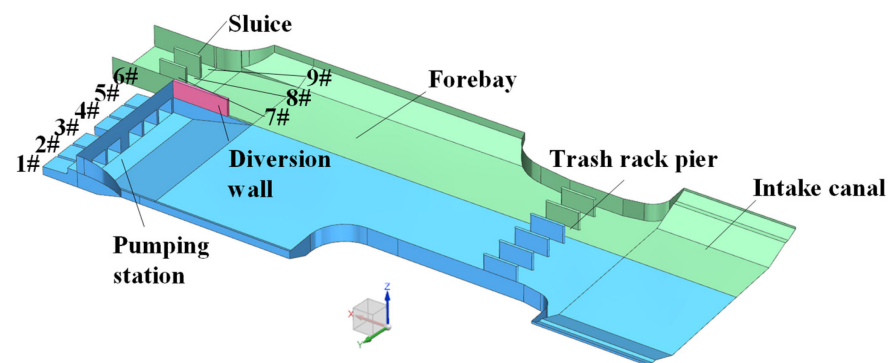 Sluice
9#
Forebay
6#
8#
5#
7#
4#
3#
2#
1#
Diversion
wall
Trash rack pier
Intake canal
Pumping
station
Z
X
Y